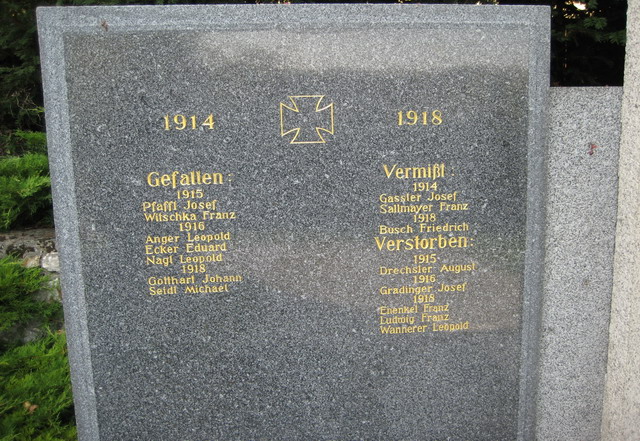 1914 1918
Gefallen:
1915
Pfaffl Josef
Witschka Franz
1916
Anger Leopold
Ecker Eduard
Nagl Leopold
1918
Gotthart Johann
Seidl Michael
Vermißt:
1914
Gassler Josef
Sallmayer Franz
1918
Busch Friedrich
Verstorben:
1915
Drechsler August
1916
Gradinger Josef
1918
Enenkel Franz
Ludwig Franz
Wannerer Leopold